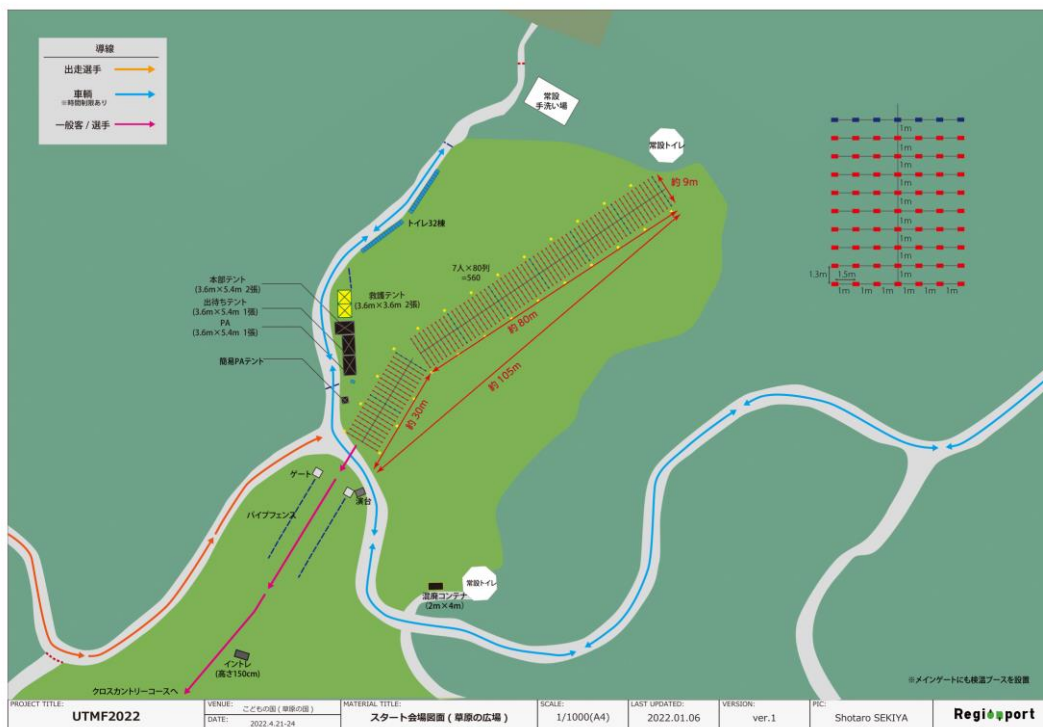 導線
出走選手
車輌
※時間制限あり
一般客 / 選手
常設
手洗い場
常設トイレ
約 9m
トイレ32棟
7人×80列
=560
本部テント
(3.6m×5.4m 2張)
出待ちテント
(3.6m×5.4m 1張)
PA
(3.6m×5.4m 1張)
簡易PAテント
救護テント
(3.6m×3.6m 2張)
約 80m
約 105m
約 30m
1m
1m
1m
1m
1m
1m
1m
1m
1m
1.3m
1.5m
1m 1m 1m 1m 1m 1m
ゲート
演台
パイプフェンス
常設トイレ
混廃コンテナ
(2m×4m)
イントレ
(高さ150cm)
クロスカントリーコースへ
※メインゲートにも検温ブースを設置
PROJECT TITLE:
UTMF2022
VENUE:
こどもの国 ( 草原の国 )
DATE:
2022.4.21-24
MATERIAL TITLE:
スタート会場図面 ( 草原の広場 )
SCALE:
1/1000(A4)
LAST UPDATED:
2022.01.06
VERSION:
ver.1
PIC:
Shotaro SEKIYA
Regionport